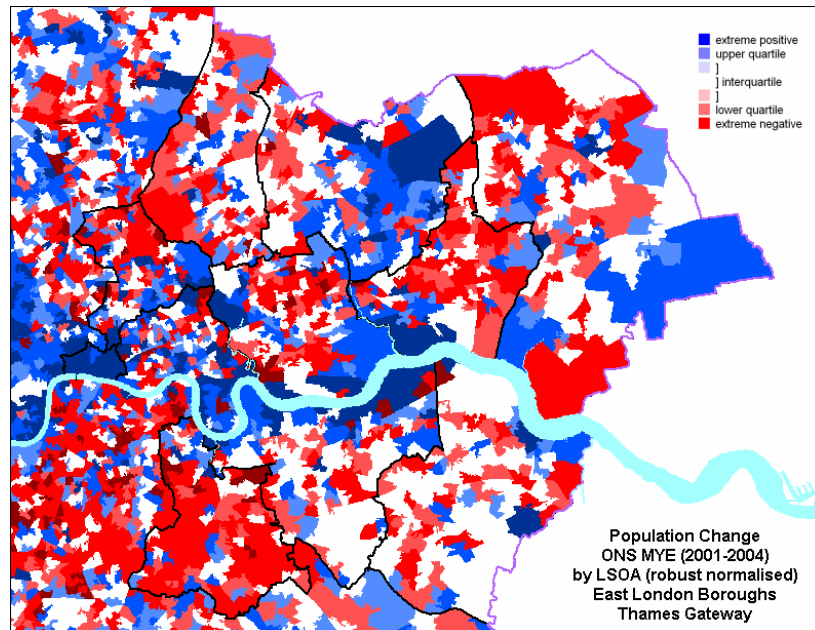 extreme positive
upper quartile
]
] interquartile
]
lower quartile
extreme negative
Population Change
ONS MYE (2001-2004)
by LSOA (robust normalised)
East London Boroughs
Thames Gateway